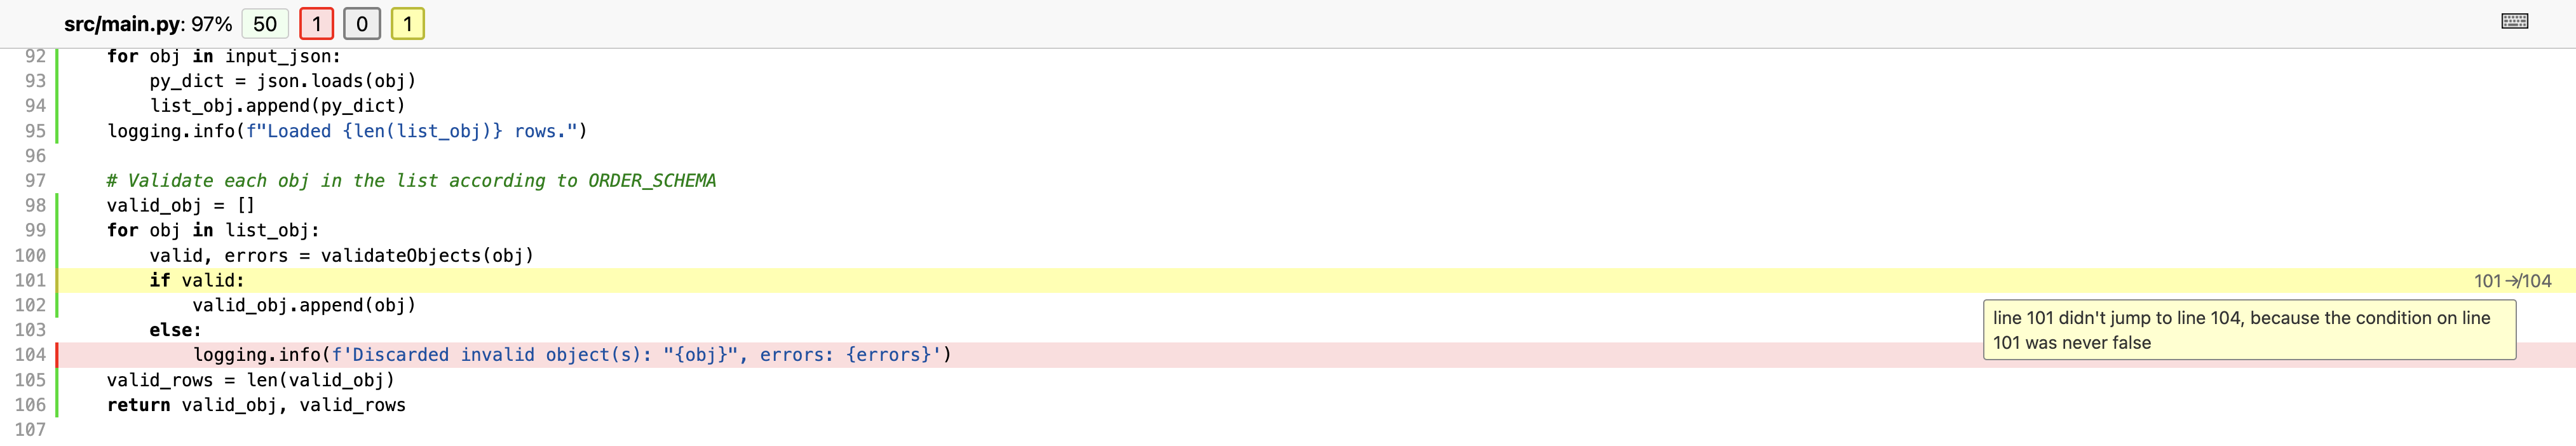 src/main.py: 97% 50 1 0 1
92 for obj in input_json:
93 py_dict = json.loads(obj)
94 list_obj.append(py_dict)
95 logging.info(f"Loaded {len(list_obj)} rows.")
96
97 # Validate each obj in the list according to ORDER_SCHEMA
98 valid_obj = []
99 for obj in list_obj:
100 valid, errors = validateObjects(obj)
101 if valid: 101↛104
102 valid_obj.append(obj)
103 else:
line 101 didn't jump to line 104, because the condition on line
101 was never false
104 logging.info(f'Discarded invalid object(s): "{obj}", errors: {errors}')
105 valid_rows = len(valid_obj)
106 return valid_obj, valid_rows
107